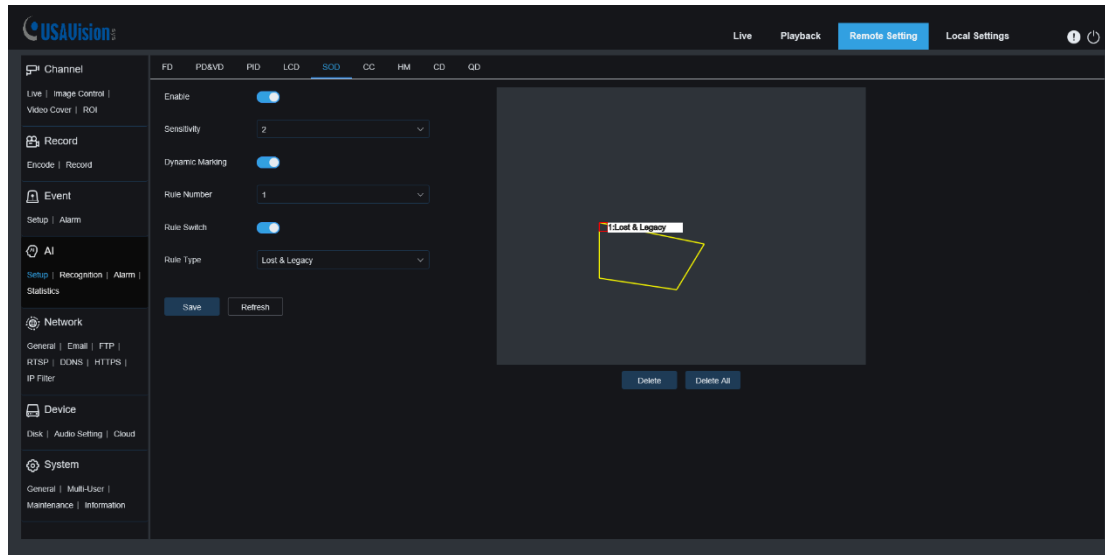 USAVision
Live Playback Remote Setting Local Settings
Channel
Live | Image Control |
Video Cover | ROI
Record
Encode | Record
Event
Setup | Alarm
AI
Setup | Recognition | Alarm |
Statistics
Network
General | Email | FTP |
RTSP | DDNS | HTTPS |
IP Filter
Device
Disk | Audio Setting | Cloud
System
General | Multi-User |
Maintenance | Information
FD PD&VD PID LCD SOD CC HM CD QD
Enable
Sensitivity 2
Dynamic Marking
Rule Number 1
Rule Switch
Rule Type Lost & Legacy
Save Refresh
1:Lost & Legacy
Delete Delete All